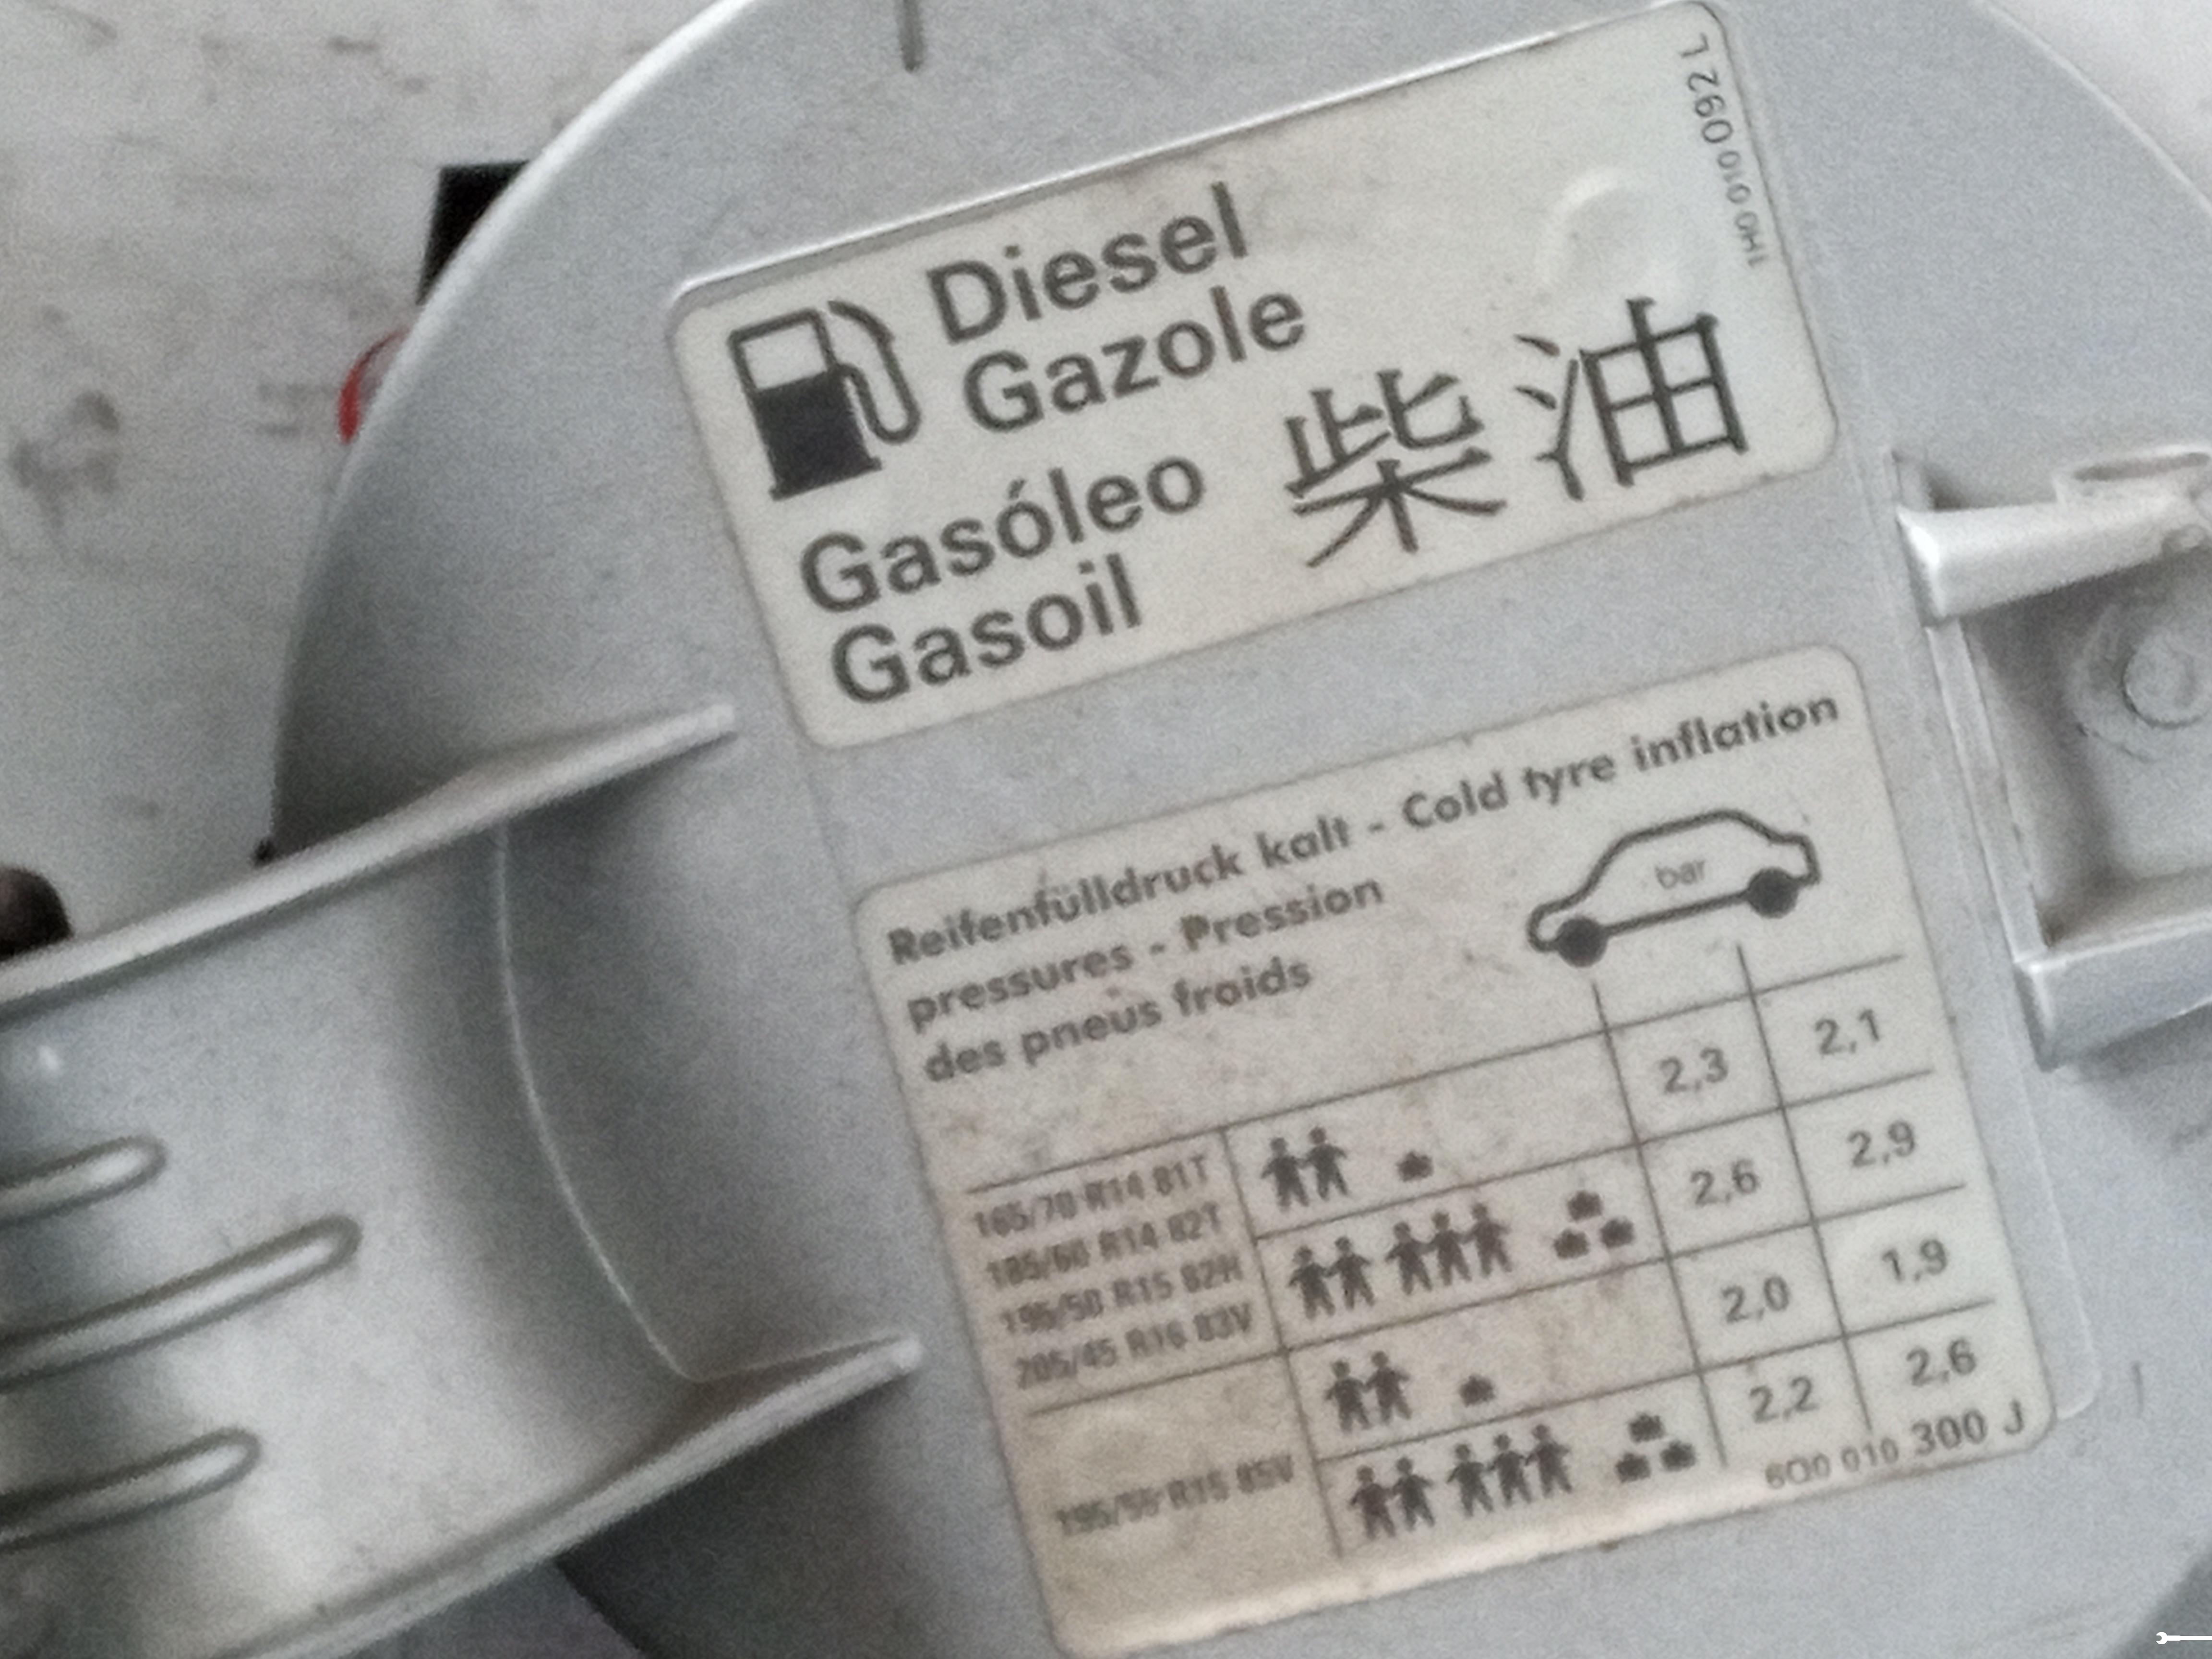 Diesel
Gazole
Gasóleo
Gasoil
柴油
1H0 010 092 L
Reifenfülldruck kalt - Cold tyre inflation
pressures - Pression
des pneus froids
bar
2,3 2,1
165/70 R14 81T
185/60 R14 82T
2,6 2,9
195/50 R15 82H
205/45 R16 83V
2,0 1,9
195/55 R15 85V
2,2 2,6
6Q0 010 300 J